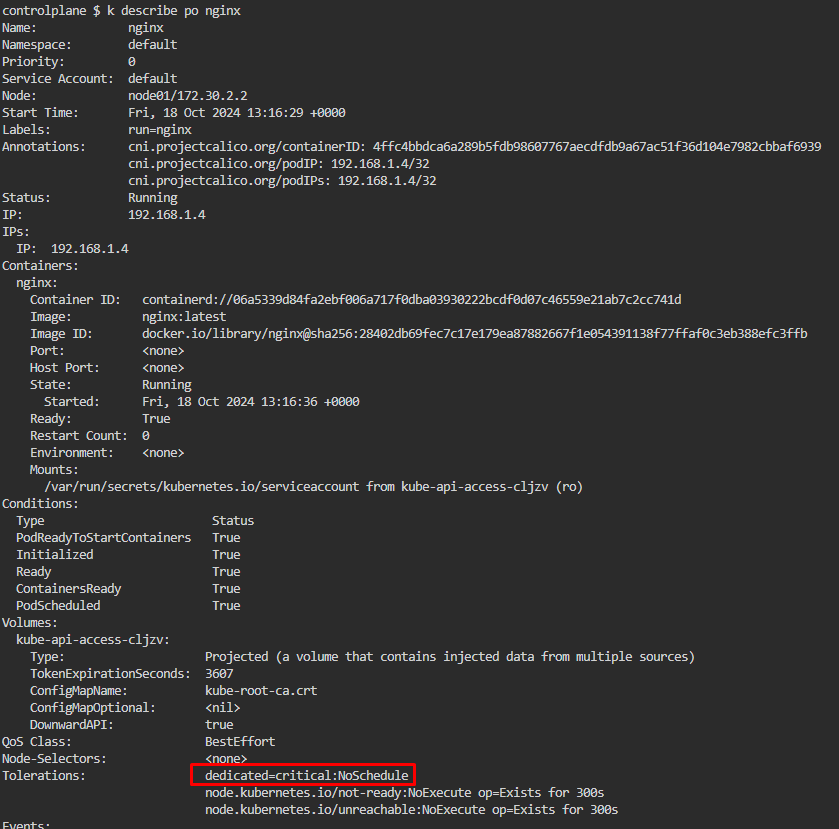 controlplane $ k describe po nginx
Name:             nginx
Namespace:        default
Priority:         0
Service Account:  default
Node:             node01/172.30.2.2
Start Time:       Fri, 18 Oct 2024 13:16:29 +0000
Labels:           run=nginx
Annotations:      cni.projectcalico.org/containerID: 4ffc4bbdca6a289b5fdb98607767aecdfdb9a67ac51f36d104e7982cbbaf6939
                  cni.projectcalico.org/podIP: 192.168.1.4/32
                  cni.projectcalico.org/podIPs: 192.168.1.4/32
Status:           Running
IP:               192.168.1.4
IPs:
  IP:  192.168.1.4
Containers:
  nginx:
    Container ID:   containerd://06a5339d84fa2ebf006a717f0dba03930222bcdf0d07c46559e21ab7c2cc741d
    Image:          nginx:latest
    Image ID:       docker.io/library/nginx@sha256:28402db69fec7c17e179ea87882667f1e054391138f77ffaf0c3eb388efc3ffb
    Port:           <none>
    Host Port:      <none>
    State:          Running
      Started:      Fri, 18 Oct 2024 13:16:36 +0000
    Ready:          True
    Restart Count:  0
    Environment:    <none>
    Mounts:
      /var/run/secrets/kubernetes.io/serviceaccount from kube-api-access-cljzv (ro)
Conditions:
  Type                        Status
  PodReadyToStartContainers   True
  Initialized                 True
  Ready                       True
  ContainersReady             True
  PodScheduled                True
Volumes:
  kube-api-access-cljzv:
    Type:                    Projected (a volume that contains injected data from multiple sources)
    TokenExpirationSeconds:  3607
    ConfigMapName:           kube-root-ca.crt
    ConfigMapOptional:       <nil>
    DownwardAPI:             true
QoS Class:                   BestEffort
Node-Selectors:              <none>
Tolerations:                 dedicated=critical:NoSchedule
                             node.kubernetes.io/not-ready:NoExecute op=Exists for 300s
                             node.kubernetes.io/unreachable:NoExecute op=Exists for 300s
Events: